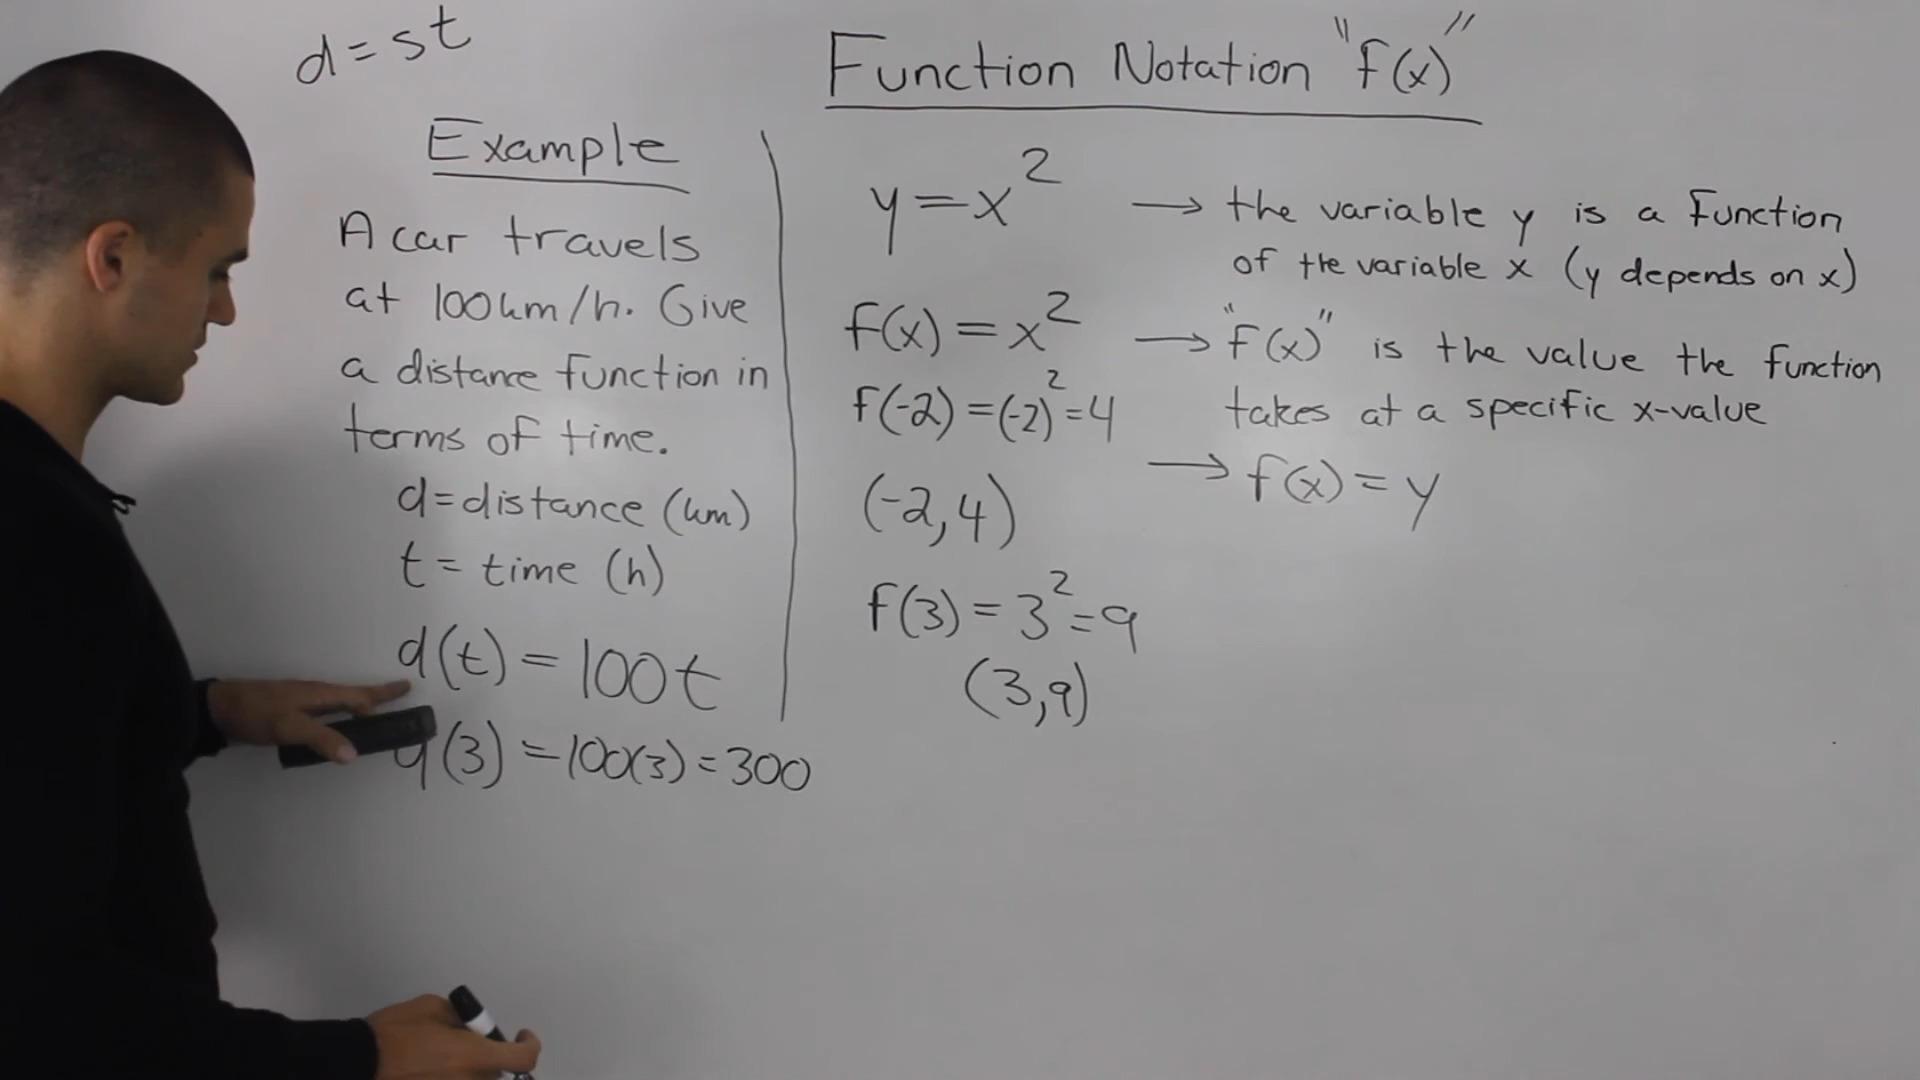 d = st
Function Notation "f(x)"
Example
A car travels
at 100km/h. Give
a distance function in
terms of time.
d = distance (km)
t = time (h)
d(t) = 100t
(3) = 100(3) = 300
y = x²
→ the variable y is a function
of the variable x (y depends on x)
f(x) = x²
→ "f(x)" is the value the function
takes at a specific x-value
f(-2) = (-2)² = 4
→ f(x) = y
(-2, 4)
f(3) = 3² = 9
(3, 9)